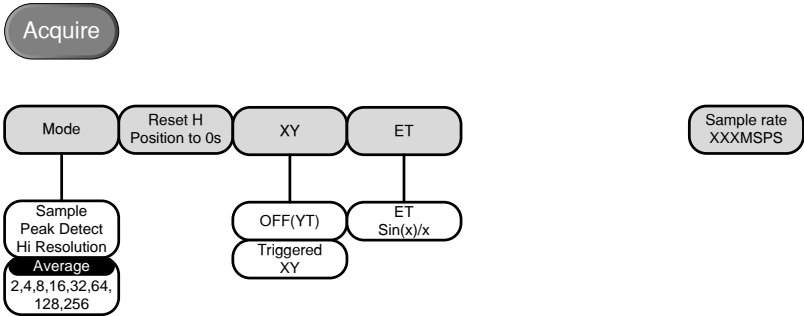 Acquire
Mode
Reset H
Position to 0s
XY
ET
Sample rate
XXXMSPS
Sample
Peak Detect
Hi Resolution
Average
2,4,8,16,32,64,
128,256
OFF(YT)
Triggered
XY
ET
Sin(x)/x